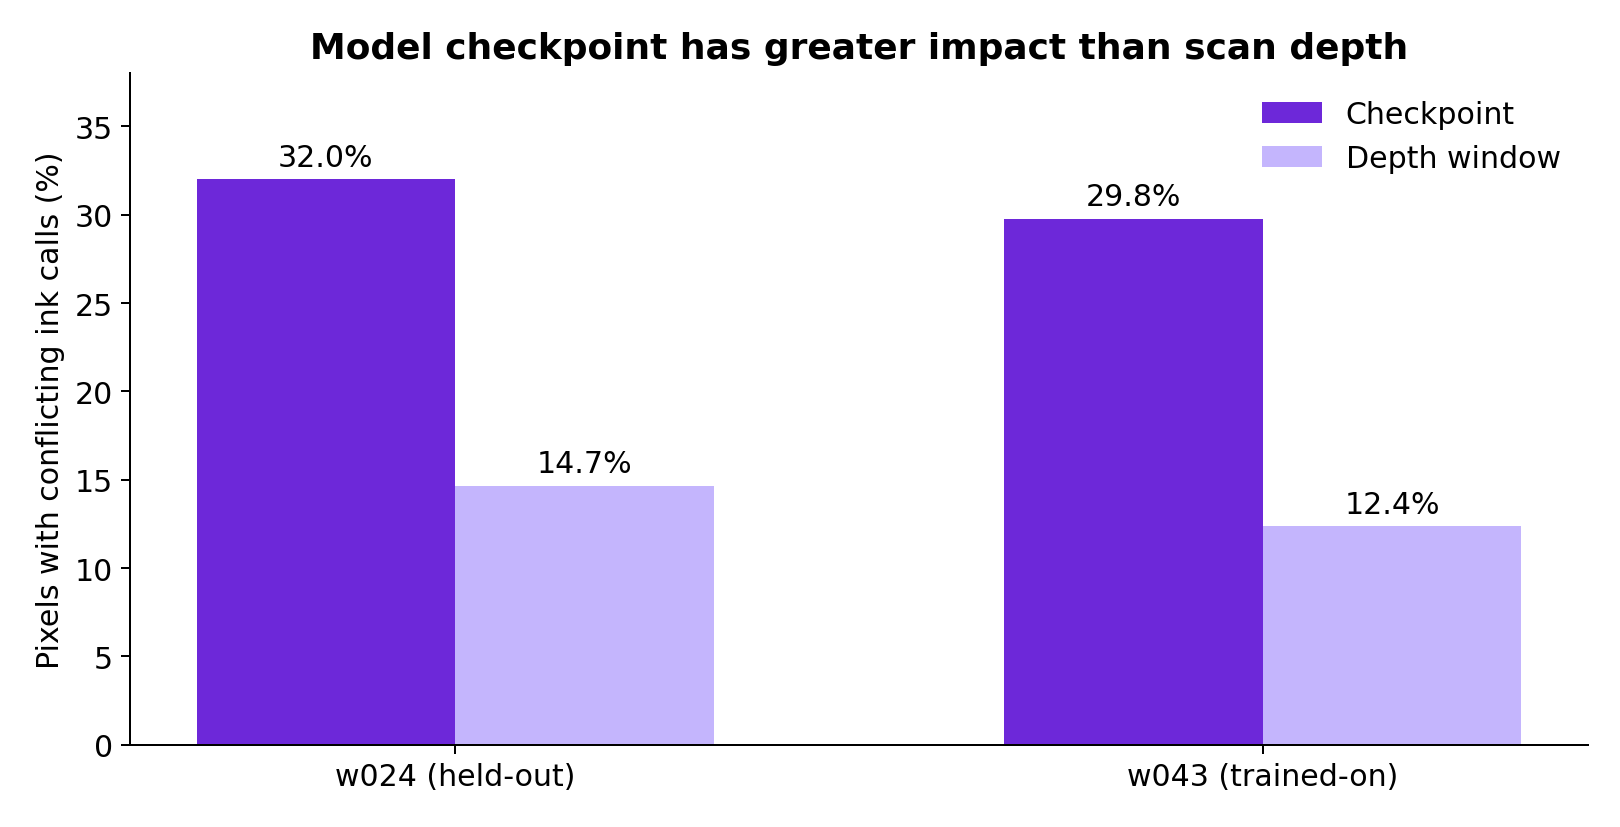 Model checkpoint has greater impact than scan depth
Checkpoint
Depth window
Pixels with conflicting ink calls (%)
35
30
25
20
15
10
5
0
32.0%
14.7%
29.8%
12.4%
w024 (held-out)
w043 (trained-on)